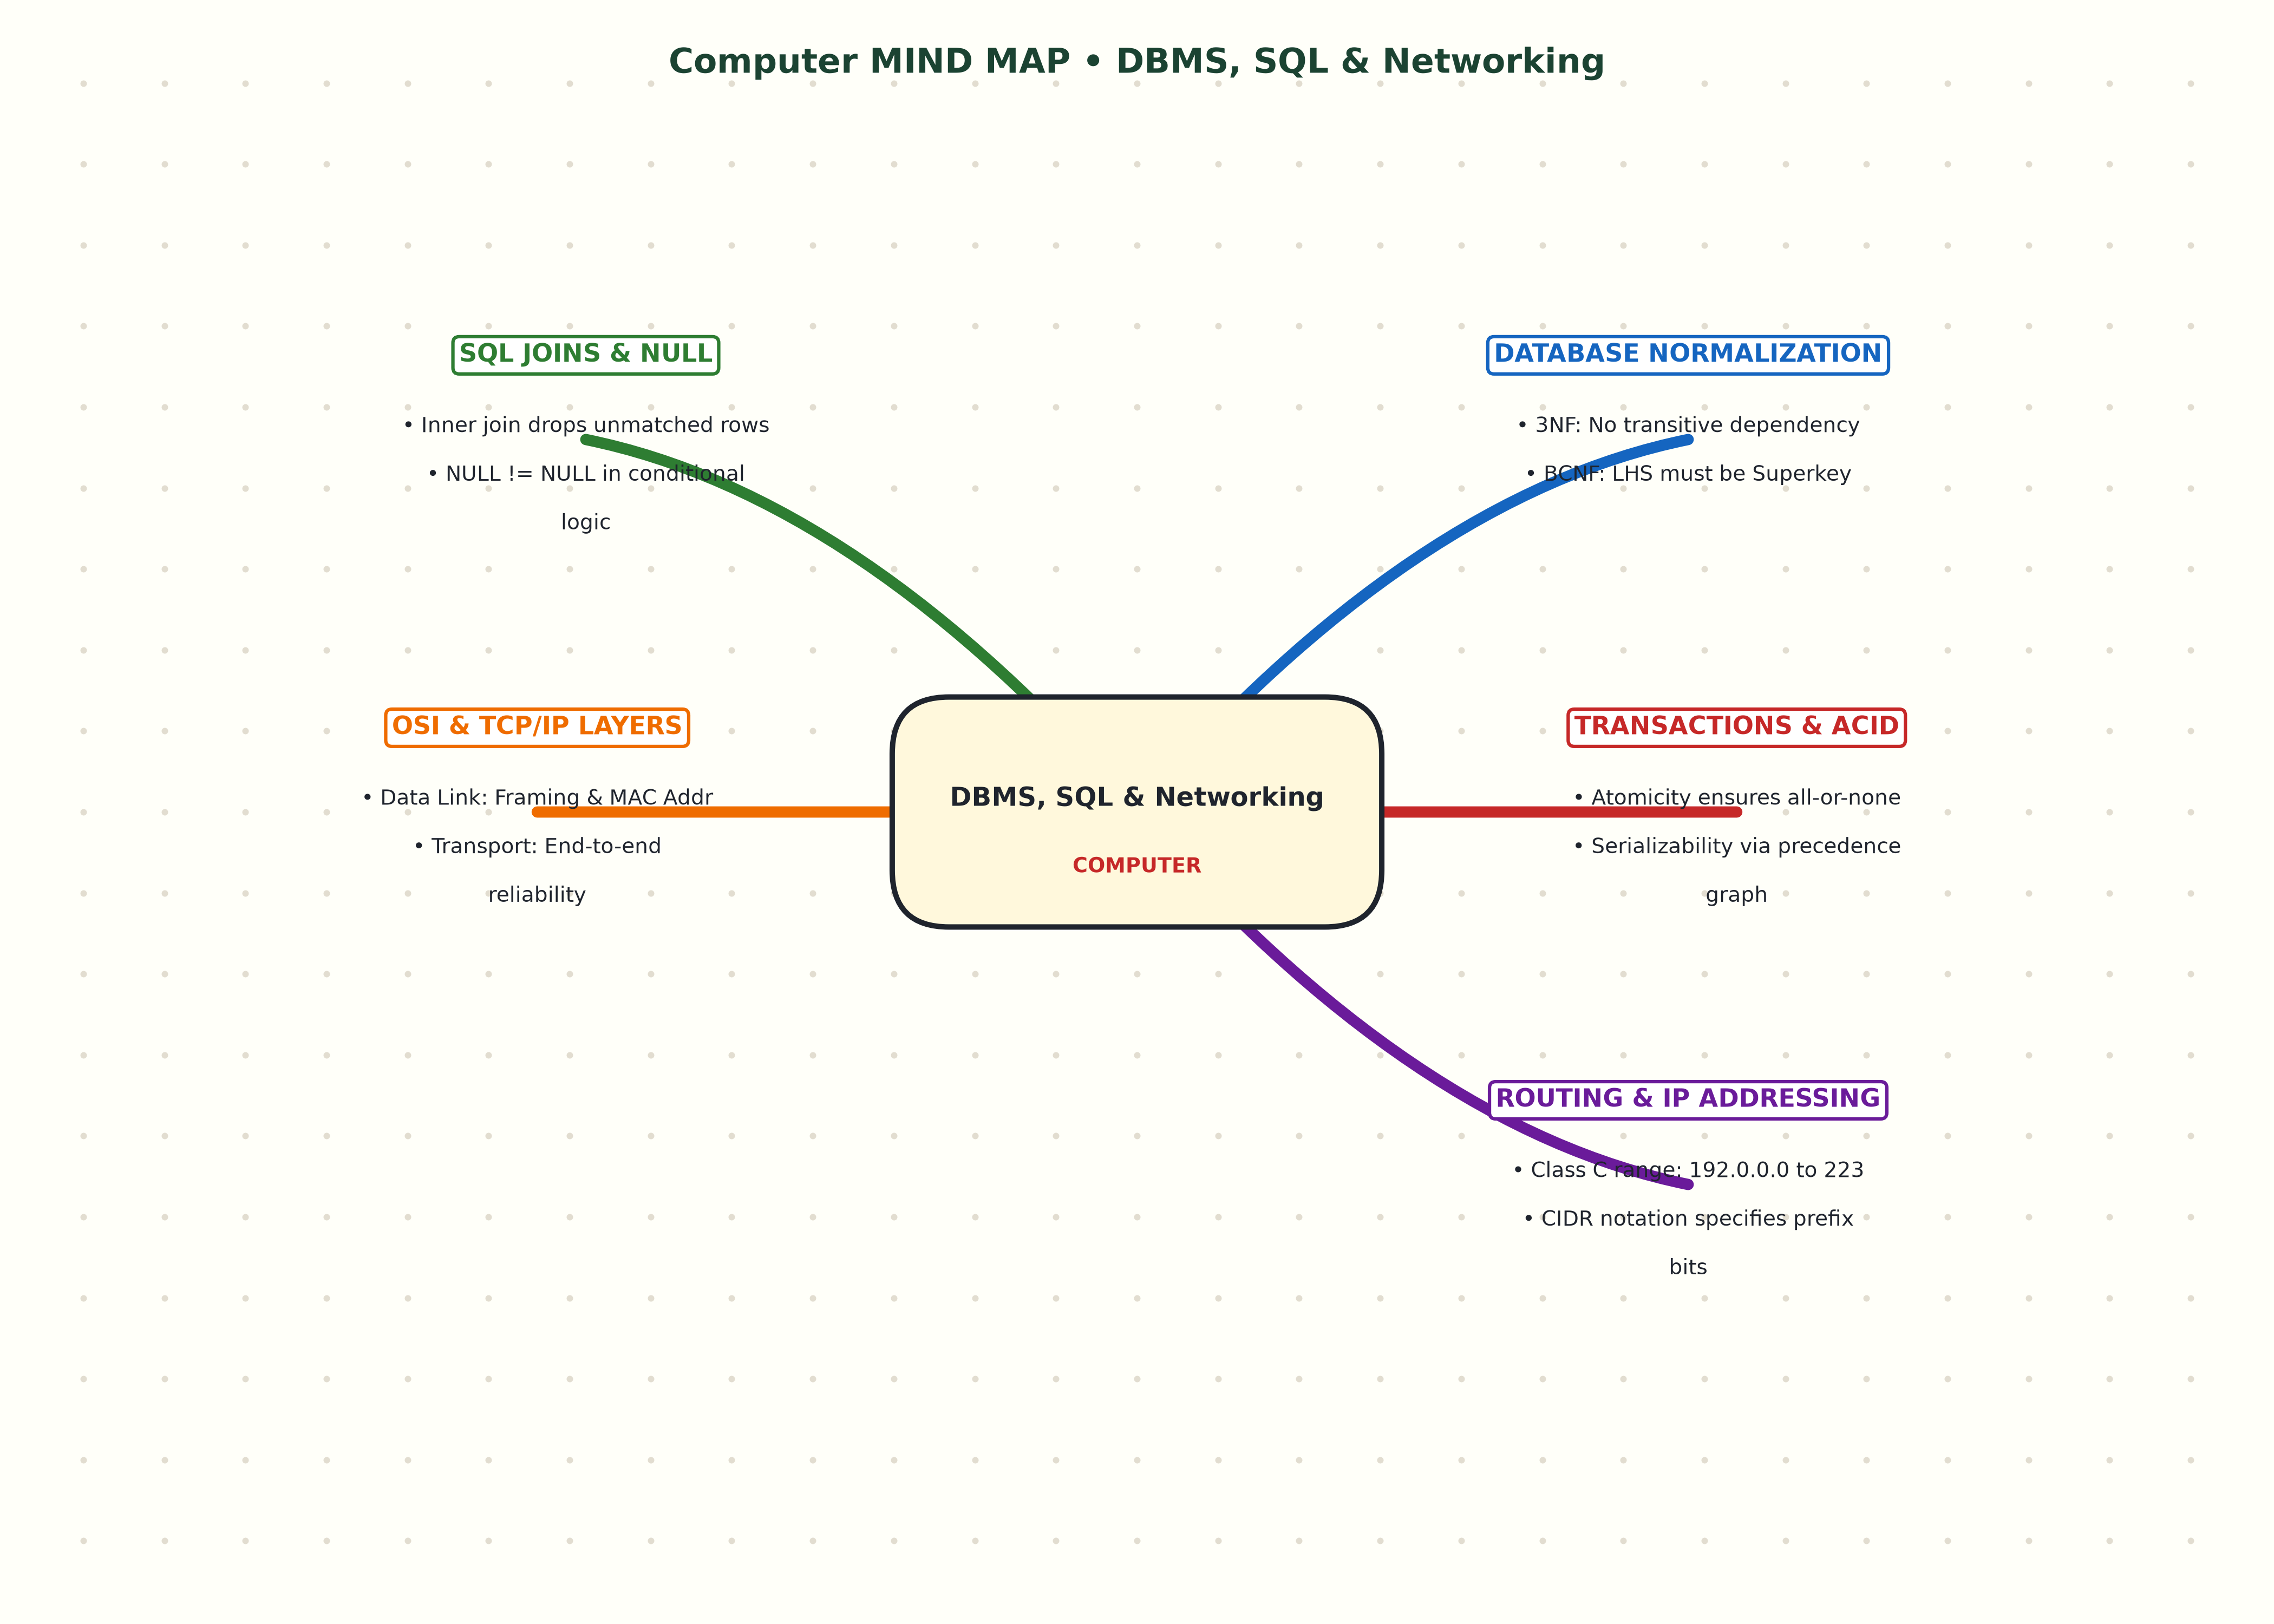 Computer MIND MAP • DBMS, SQL & Networking
SQL JOINS & NULL
• Inner join drops unmatched rows
• NULL != NULL in conditional
logic
DATABASE NORMALIZATION
• 3NF: No transitive dependency
• BCNF: LHS must be Superkey
OSI & TCP/IP LAYERS
• Data Link: Framing & MAC Addr
• Transport: End-to-end
reliability
DBMS, SQL & Networking
COMPUTER
TRANSACTIONS & ACID
• Atomicity ensures all-or-none
• Serializability via precedence
graph
ROUTING & IP ADDRESSING
• Class C range: 192.0.0.0 to 223
• CIDR notation specifies prefix
bits